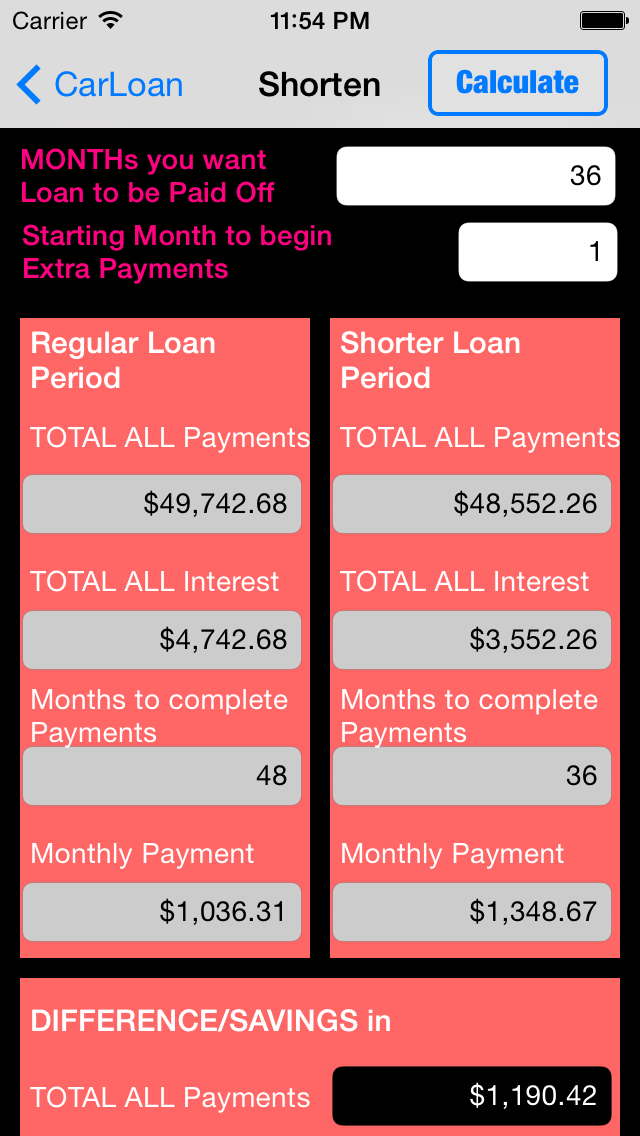 Carrier 11:54 PM
CarLoan Shorten Calculate
MONTHs you want
Loan to be Paid Off
36
Starting Month to begin
Extra Payments
1
Regular Loan
Period
TOTAL ALL Payments
$49,742.68
TOTAL ALL Interest
$4,742.68
Months to complete
Payments
48
Monthly Payment
$1,036.31
Shorter Loan
Period
TOTAL ALL Payments
$48,552.26
TOTAL ALL Interest
$3,552.26
Months to complete
Payments
36
Monthly Payment
$1,348.67
DIFFERENCE/SAVINGS in
TOTAL ALL Payments $1,190.42